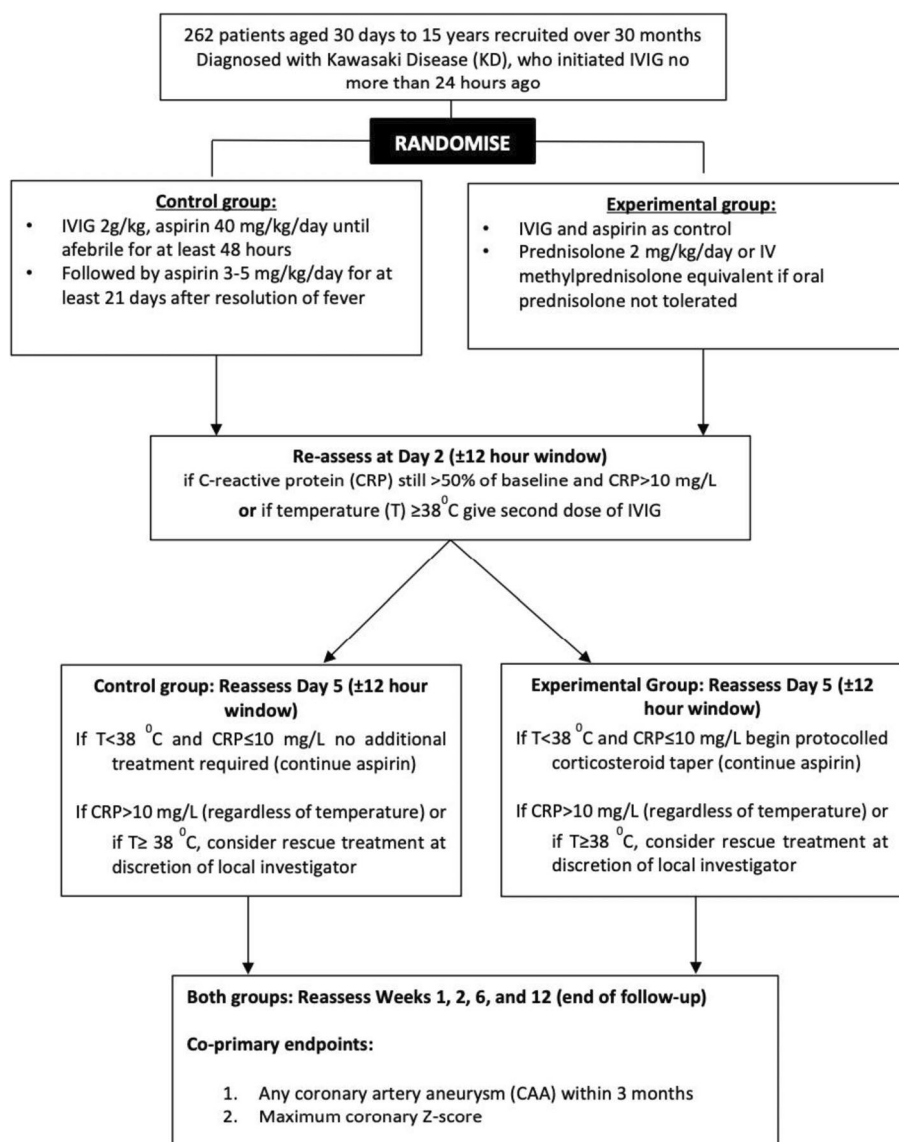 262 patients aged 30 days to 15 years recruited over 30 months
Diagnosed with Kawasaki Disease (KD), who initiated IVIG no
more than 24 hours ago
RANDOMISE
Control group:
• IVIG 2g/kg, aspirin 40 mg/kg/day until
afebrile for at least 48 hours
• Followed by aspirin 3-5 mg/kg/day for at
least 21 days after resolution of fever
Experimental group:
• IVIG and aspirin as control
• Prednisolone 2 mg/kg/day or IV
methylprednisolone equivalent if oral
prednisolone not tolerated
Re-assess at Day 2 (±12 hour window)
if C-reactive protein (CRP) still >50% of baseline and CRP>10 mg/L
or if temperature (T) ≥38⁰C give second dose of IVIG
Control group: Reassess Day 5 (±12 hour
window)
If T<38 ⁰C and CRP≤10 mg/L no additional
treatment required (continue aspirin)
If CRP>10 mg/L (regardless of temperature) or
if T≥ 38 ⁰C, consider rescue treatment at
discretion of local investigator
Experimental Group: Reassess Day 5 (±12
hour window)
If T<38 ⁰C and CRP≤10 mg/L begin protocolled
corticosteroid taper (continue aspirin)
If CRP>10 mg/L (regardless of temperature) or
if T≥38 ⁰C, consider rescue treatment at
discretion of local investigator
Both groups: Reassess Weeks 1, 2, 6, and 12 (end of follow-up)
Co-primary endpoints:
1. Any coronary artery aneurysm (CAA) within 3 months
2. Maximum coronary Z-score